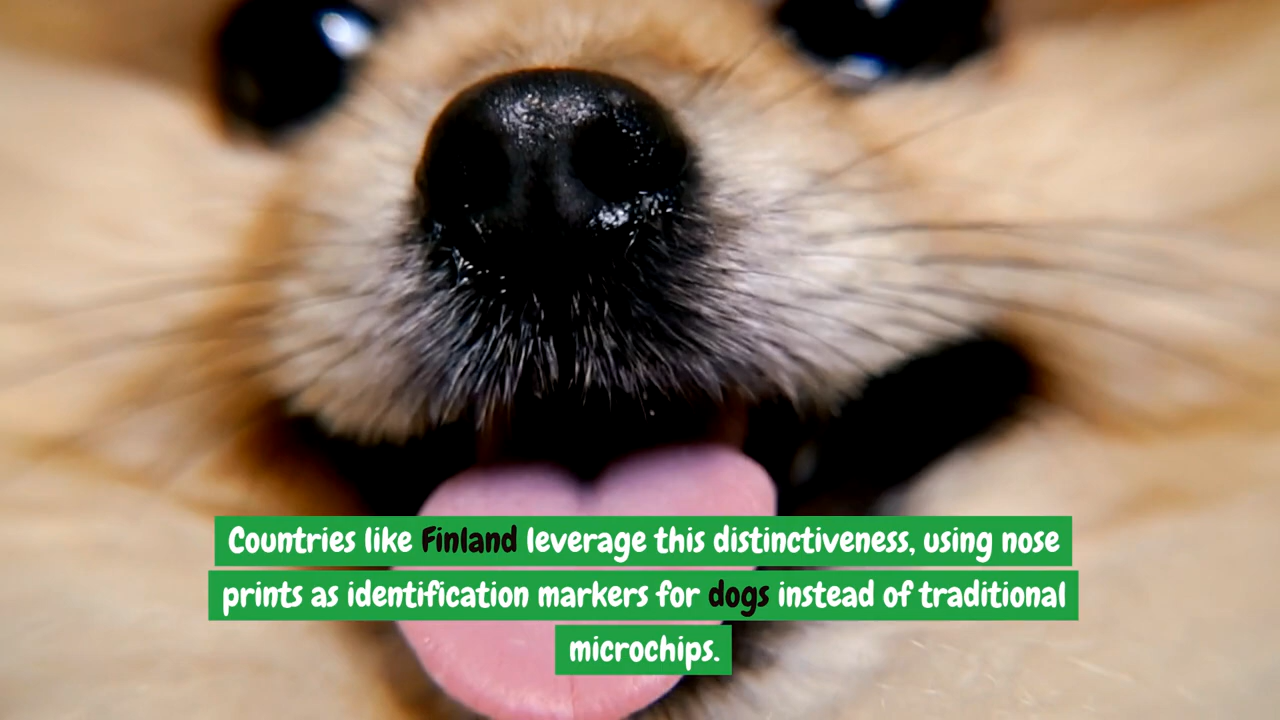 Countries like Finland leverage this distinctiveness, using nose
prints as identification markers for dogs instead of traditional
microchips.